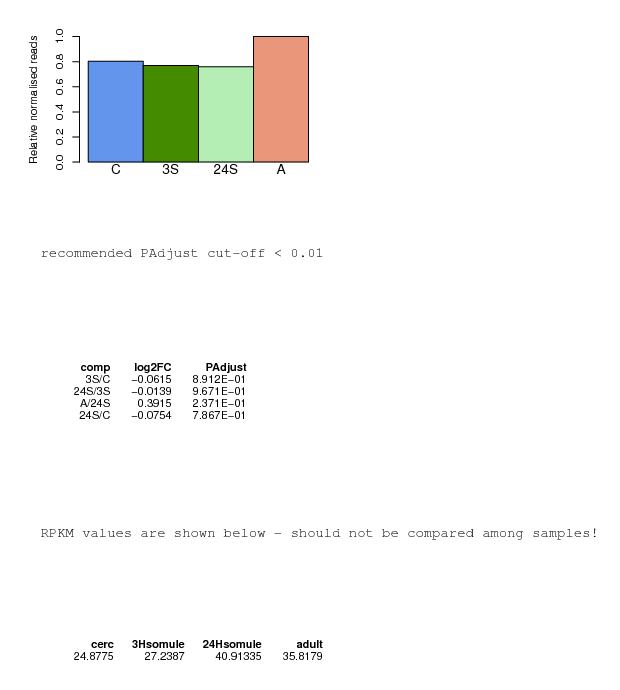 Relative normalised reads
1.0
0.8
0.6
0.4
0.2
0.0
C 3S 24S A
recommended PAdjust cut-off < 0.01
comp log2FC PAdjust
3S/C −0.0615 8.912E−01
24S/3S −0.0139 9.671E−01
A/24S 0.3915 2.371E−01
24S/C −0.0754 7.867E−01
RPKM values are shown below - should not be compared among samples!
cerc 3Hsomule 24Hsomule adult
24.8775 27.2387 40.91335 35.8179